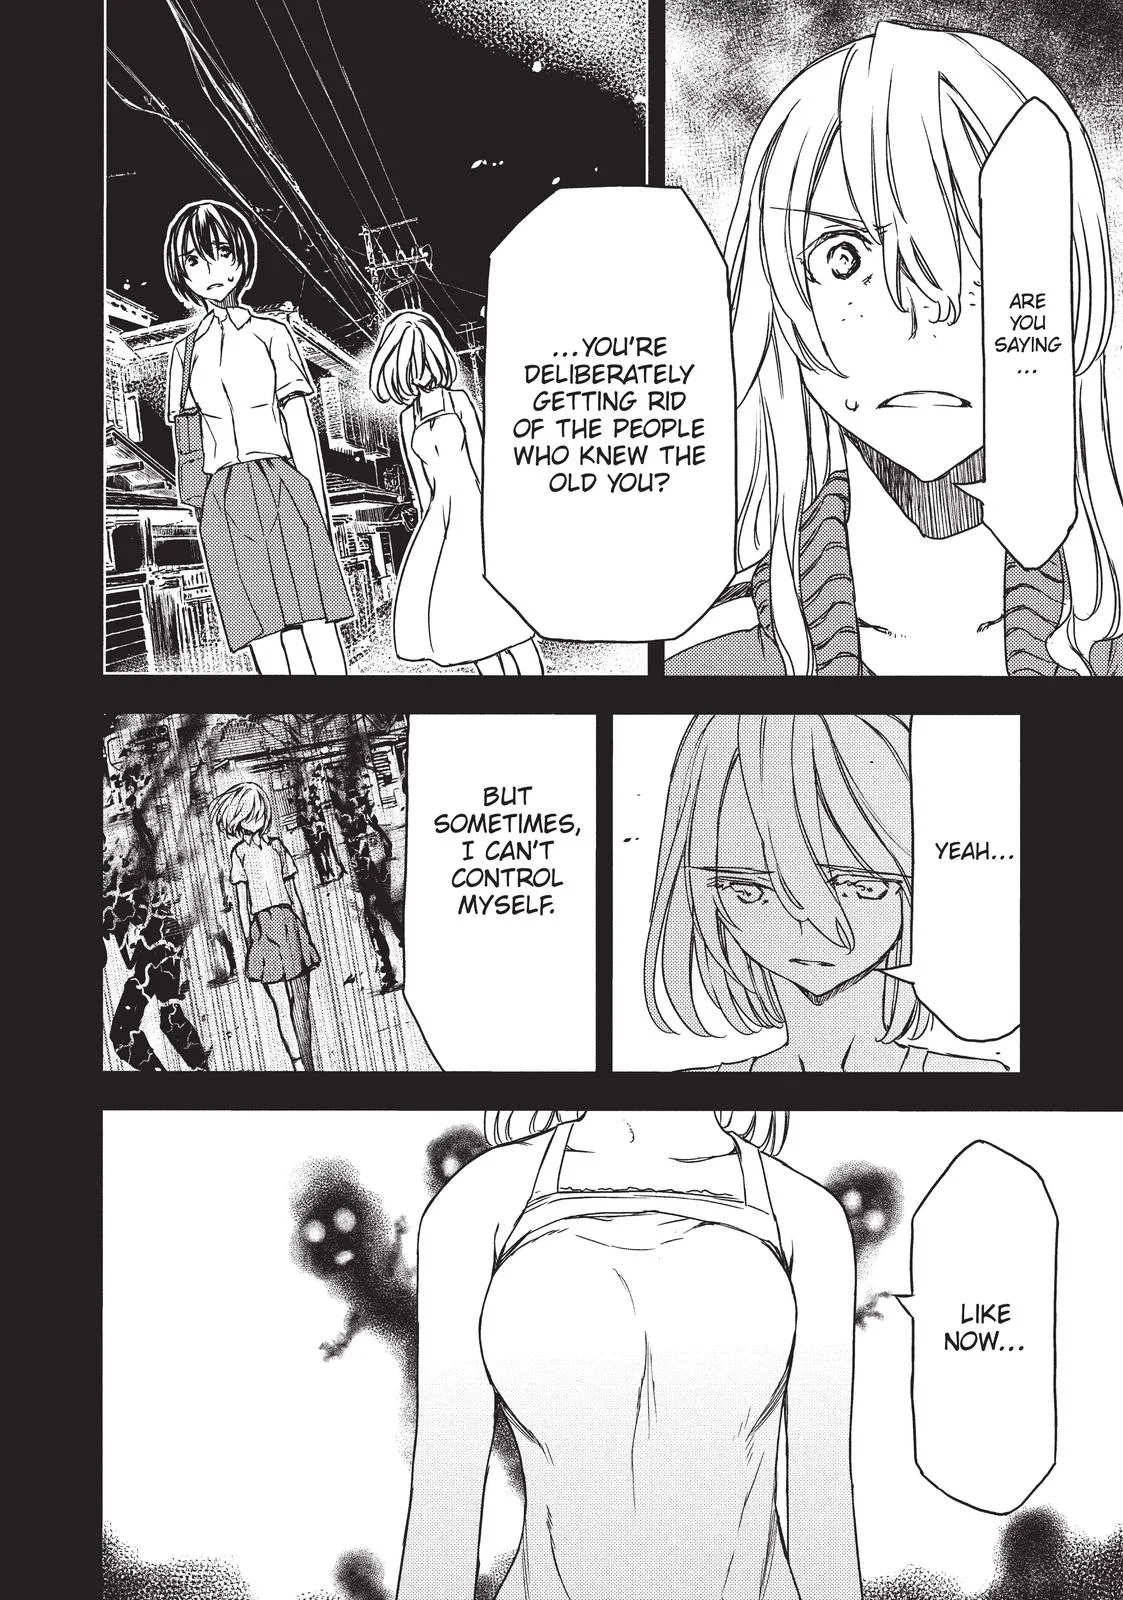 ARE
YOU
SAYING
...
...YOU'RE
DELIBERATELY
GETTING RID
OF THE PEOPLE
WHO KNEW THE
OLD YOU?
YEAH...
BUT
SOMETIMES,
I CAN'T
CONTROL
MYSELF.
LIKE
NOW...